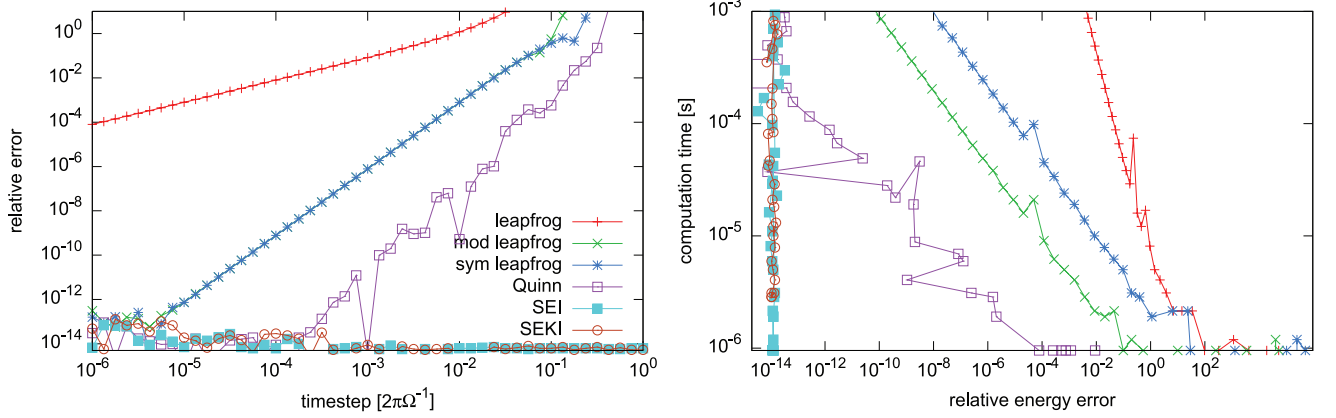 10^0
10^-2
10^-4
10^-6
10^-8
10^-10
10^-12
10^-14
relative error
10^-6
10^-5
10^-4
10^-3
10^-2
10^-1
10^0
timestep [2πΩ^-1]
leapfrog
mod leapfrog
sym leapfrog
Quinn
SEI
SEKI
10^-3
10^-4
10^-5
10^-6
computation time [s]
10^-14
10^-12
10^-10
10^-8
10^-6
10^-4
10^-2
10^0
10^2
relative energy error